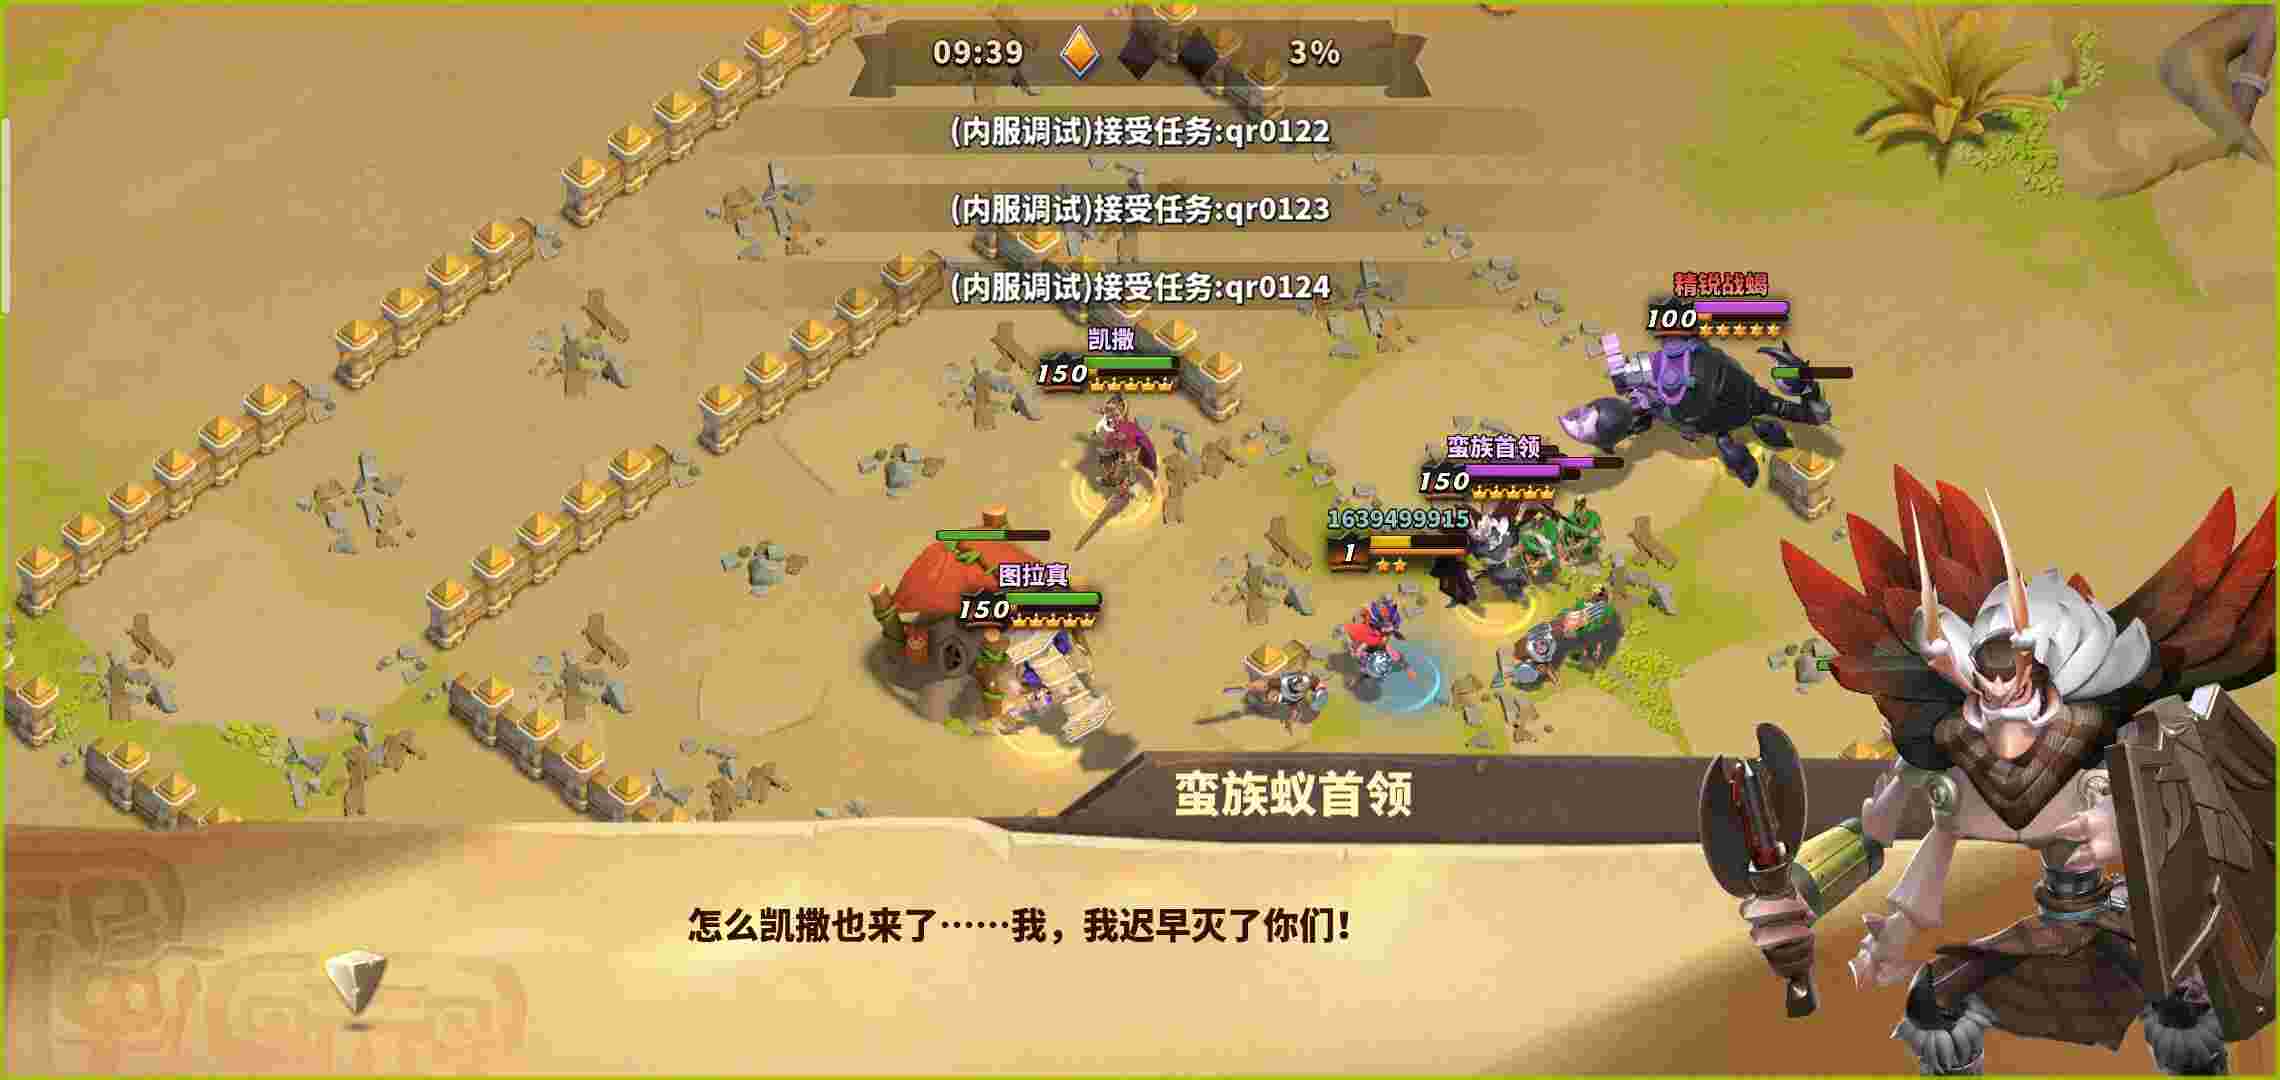 09:39 3%
(内服调试)接受任务:qr0122
(内服调试)接受任务:qr0123
(内服调试)接受任务:qr0124
精锐战蝎
100
凯撒
150
蛮族首领
150
1639499915
1
图拉真
150
蛮族蚁首领
怎么凯撒也来了……我，我迟早灭了你们！